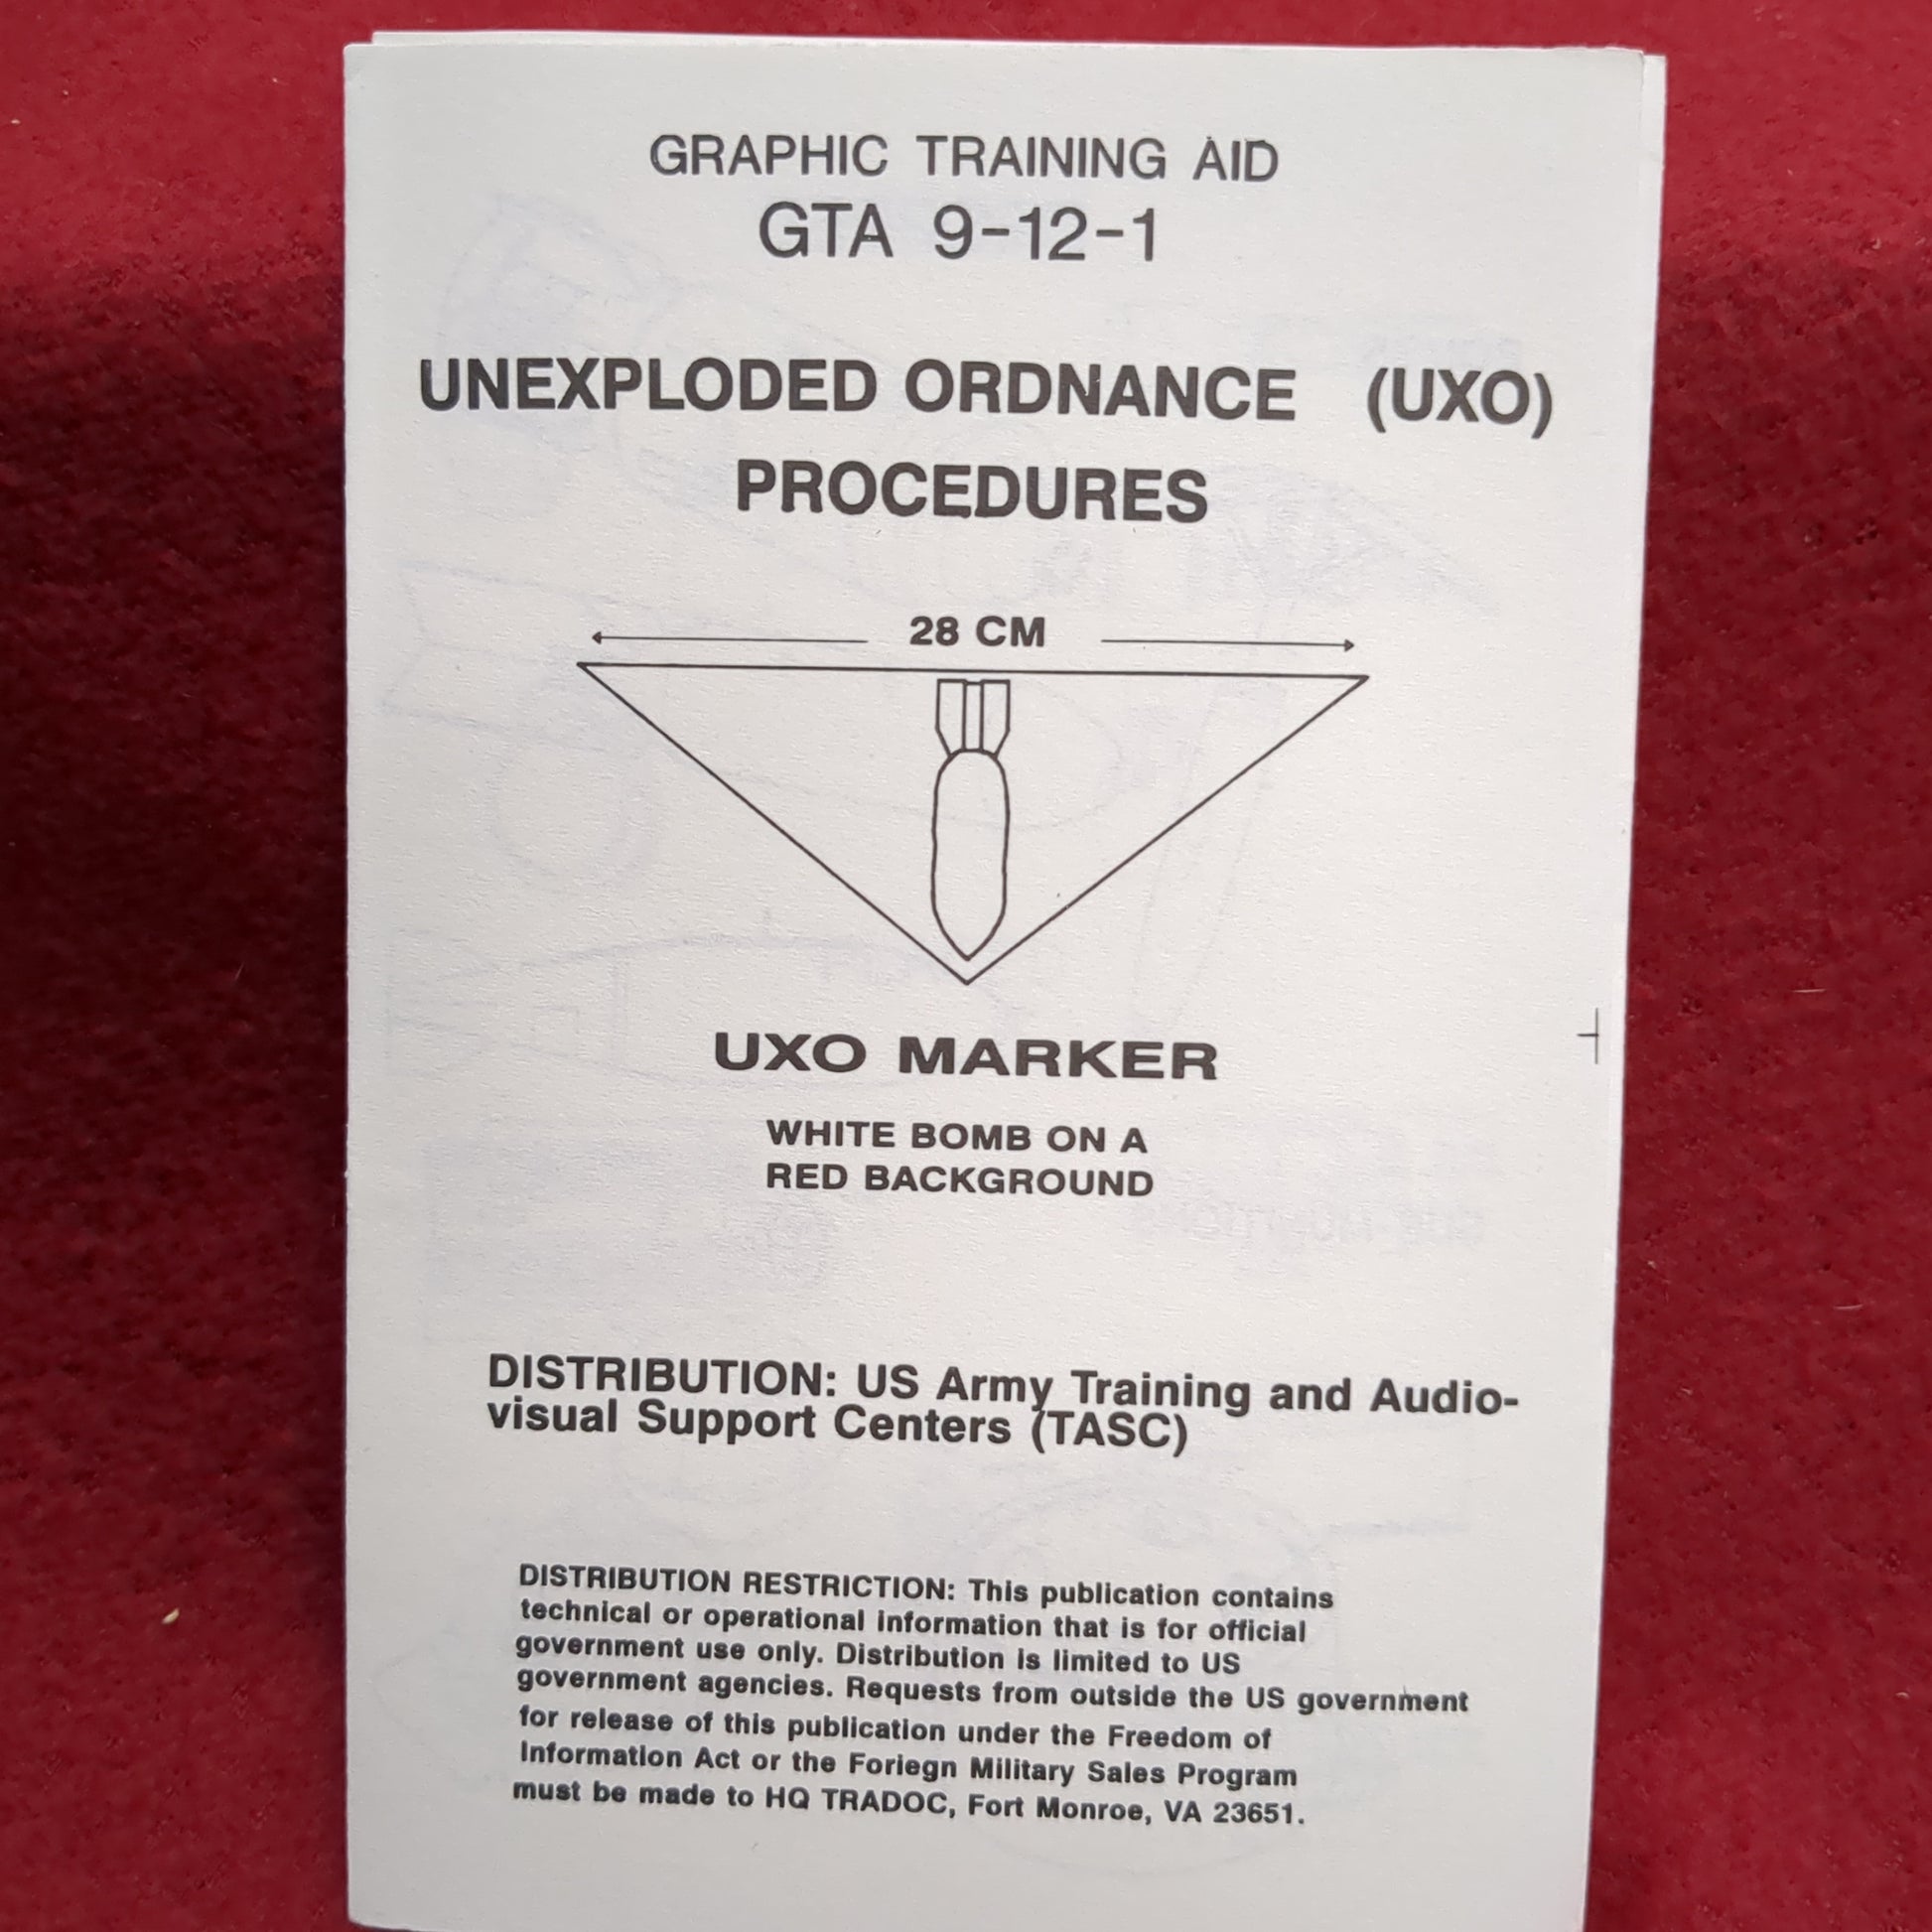 GRAPHIC TRAINING AID
GTA 9-12-1
UNEXPLODED ORDNANCE (UXO)
PROCEDURES
28 CM
UXO MARKER
WHITE BOMB ON A
RED BACKGROUND
DISTRIBUTION: US Army Training and Audio-
visual Support Centers (TASC)
DISTRIBUTION RESTRICTION: This publication contains
technical or operational information that is for official
government use only. Distribution is limited to US
government agencies. Requests from outside the US government
for release of this publication under the Freedom of
Information Act or the Foriegn Military Sales Program
must be made to HQ TRADOC, Fort Monroe, VA 23651.